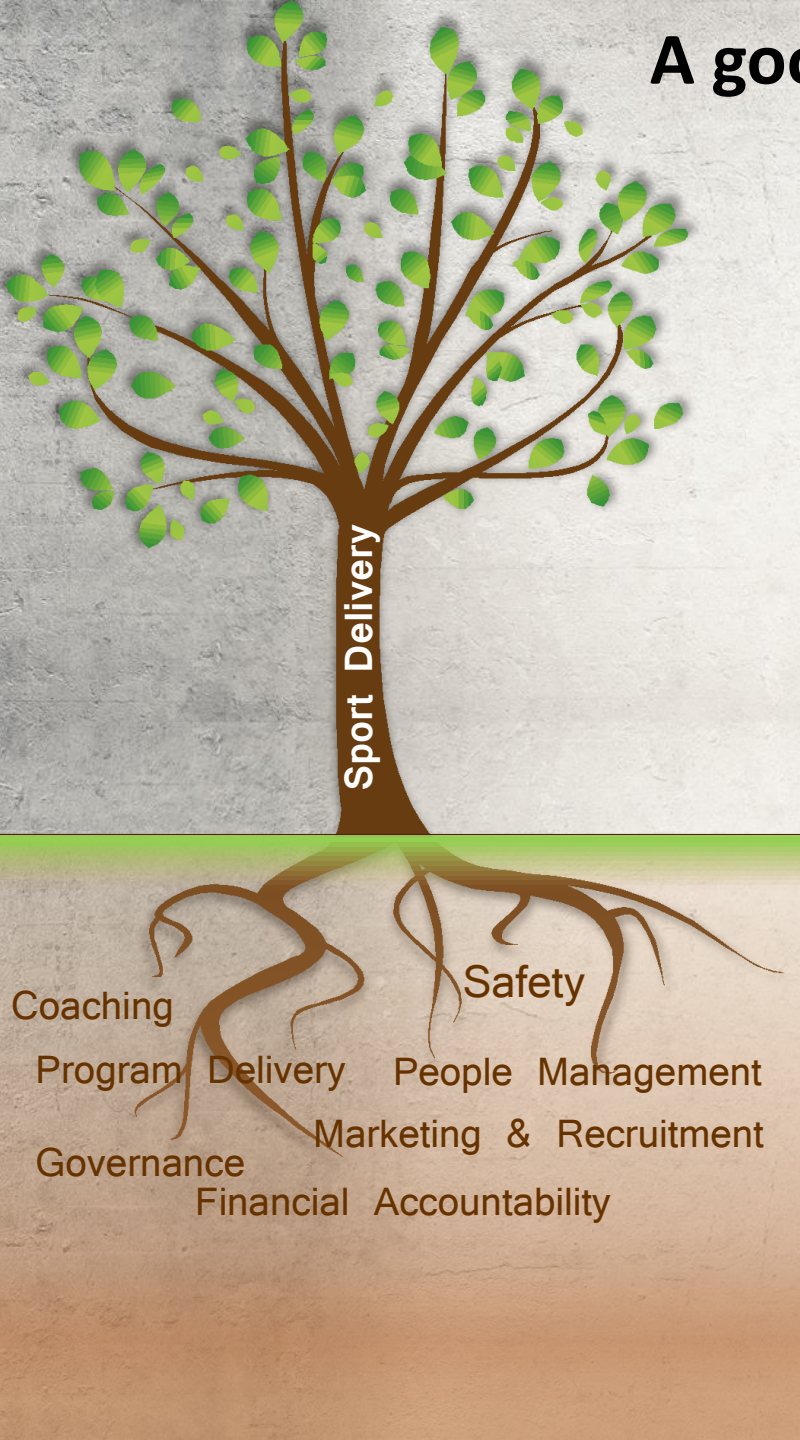 A goo
Sport Delivery
Safety
Coaching
Program Delivery
People Management
Marketing & Recruitment
Governance
Financial Accountability